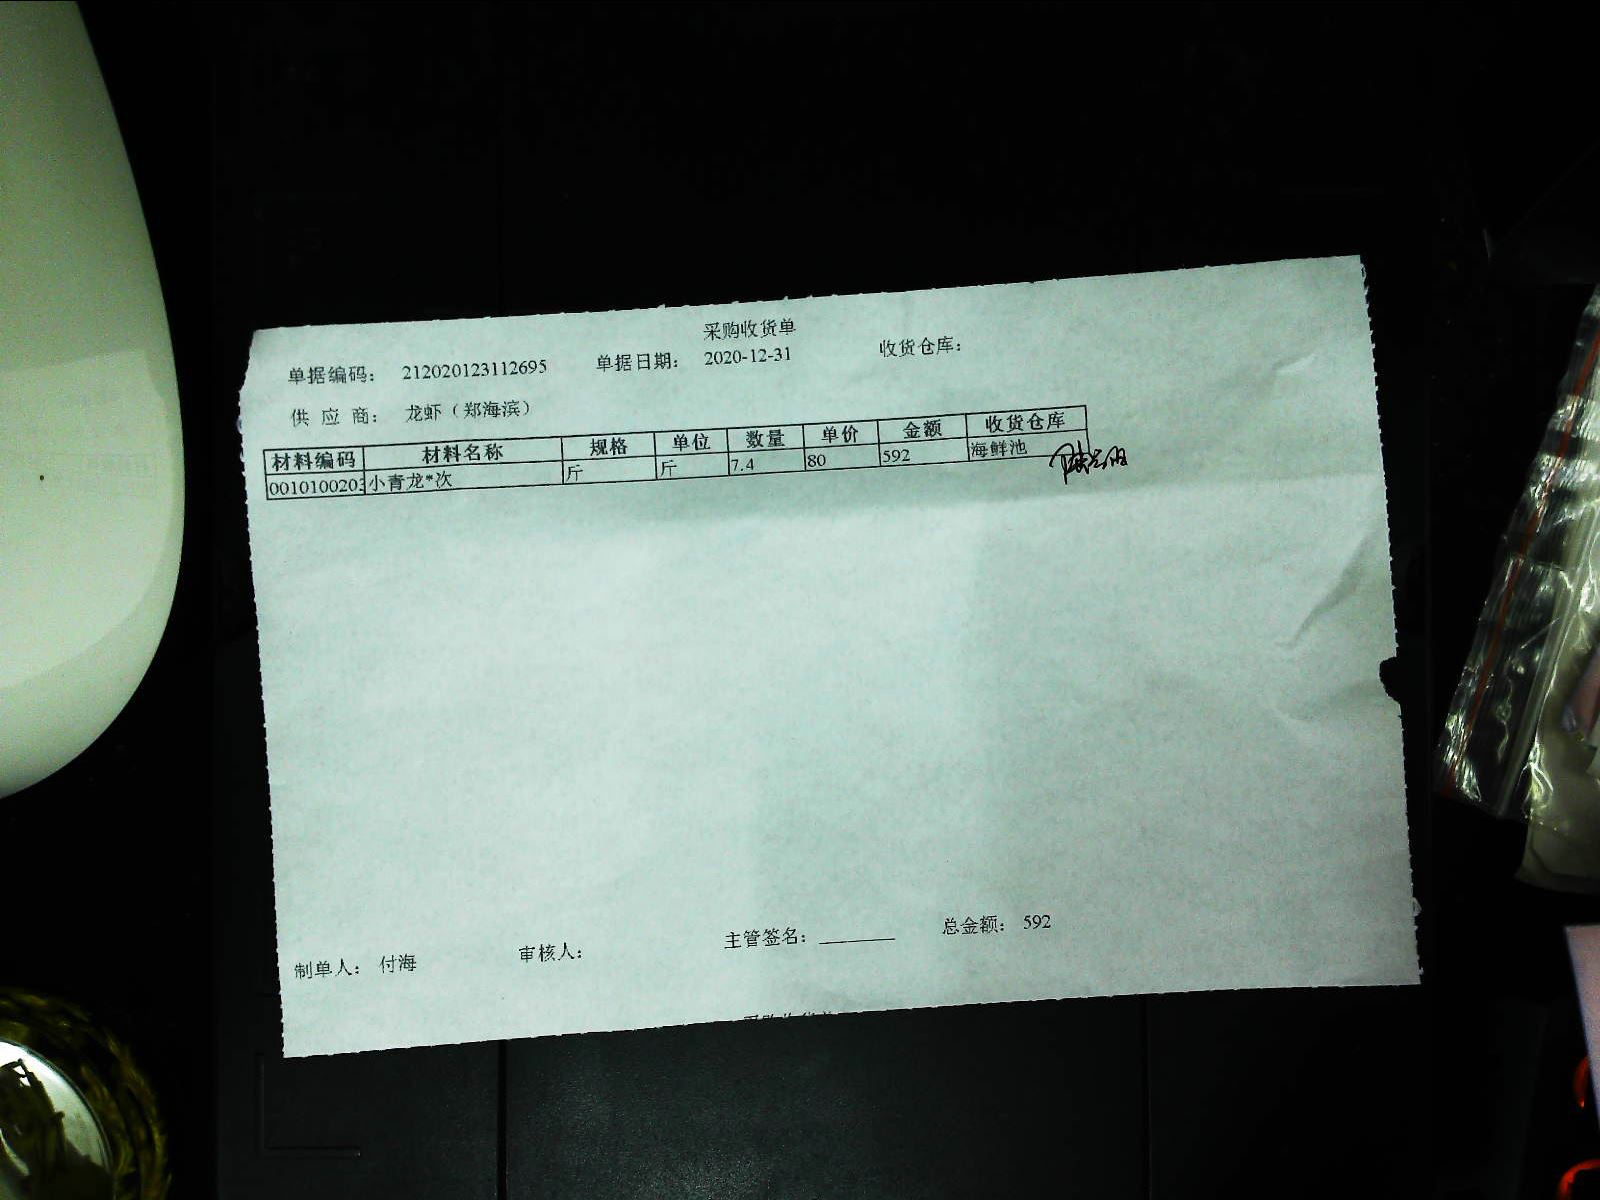 采购收货单
单据编码： 212020123112695 单据日期： 2020-12-31 收货仓库：
供 应 商： 龙虾（郑海滨）
材料编码 材料名称 规格 单位 数量 单价 金额 收货仓库
001010020 小青龙*次 斤 斤 7.4 80 592 海鲜池
制单人： 付海 审核人： 主管签名： 总金额： 592